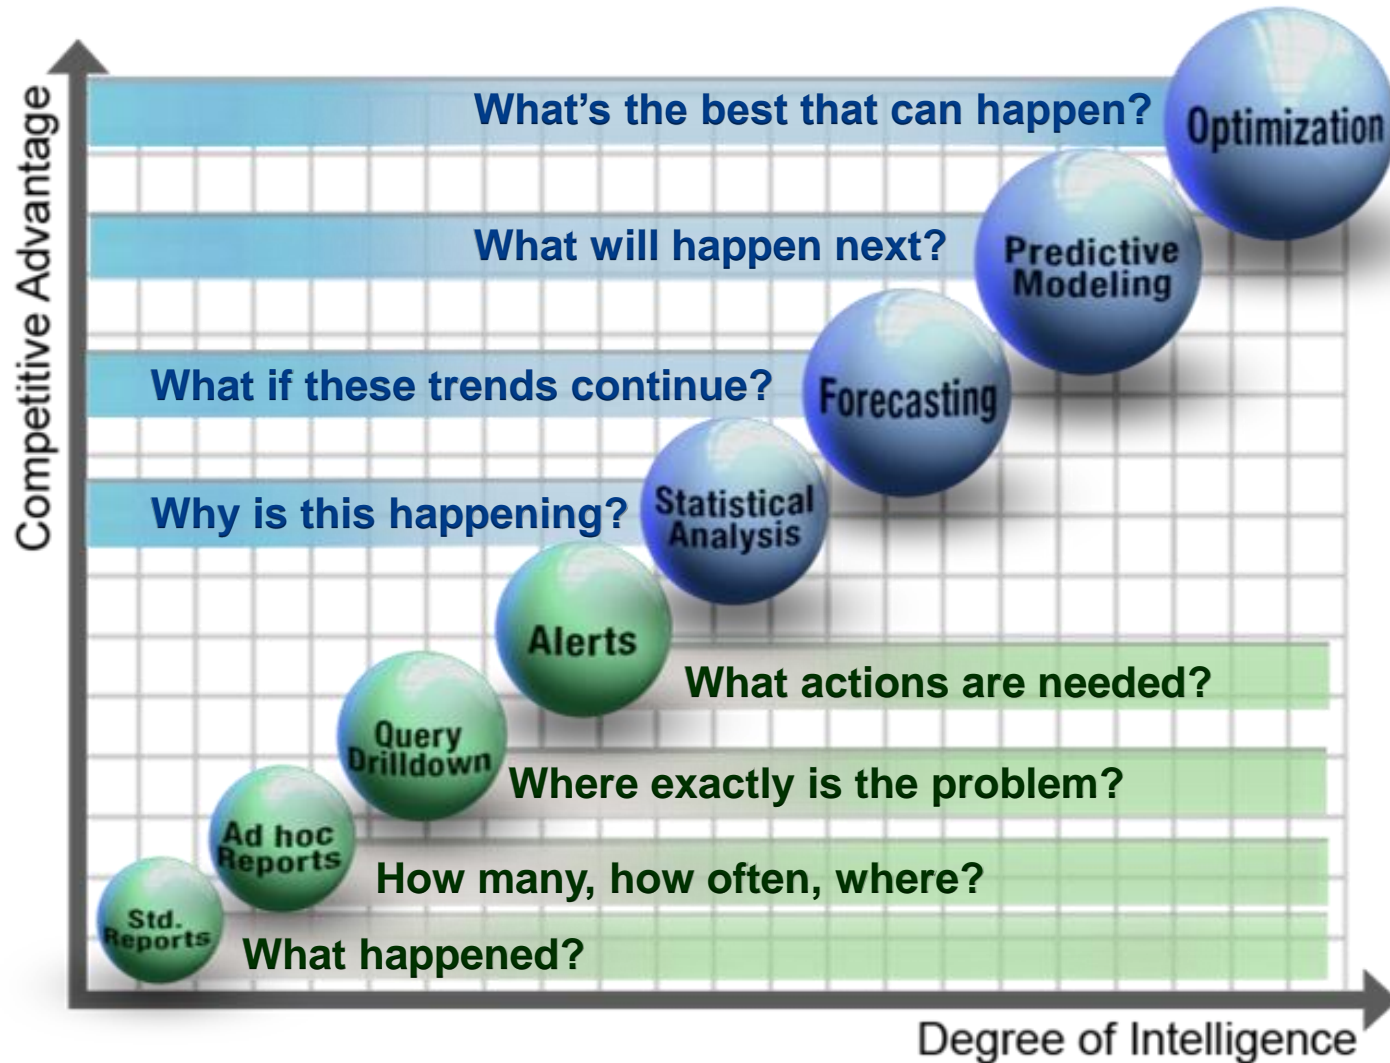 Competitive Advantage
What's the best that can happen?
Optimization
What will happen next?
Predictive
Modeling
What if these trends continue?
Forecasting
Why is this happening?
Statistical
Analysis
Alerts
What actions are needed?
Query
Drilldown
Where exactly is the problem?
Ad hoc
Reports
How many, how often, where?
Std.
Reports
What happened?
Degree of Intelligence